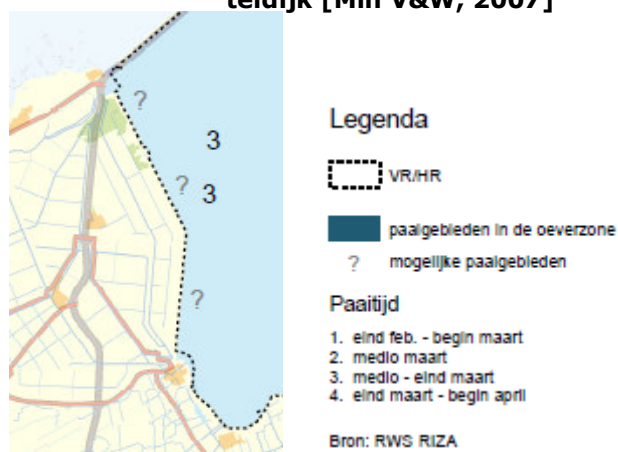 teldijk [Min V&W, 2007]
?
3
?
3
?
Legenda
VR/HR
paaigebieden in de oeverzone
? mogelijke paaigebieden
Paaitijd
1. eind feb. - begin maart
2. medio maart
3. medio - eind maart
4. eind maart - begin april
Bron: RWS RIZA